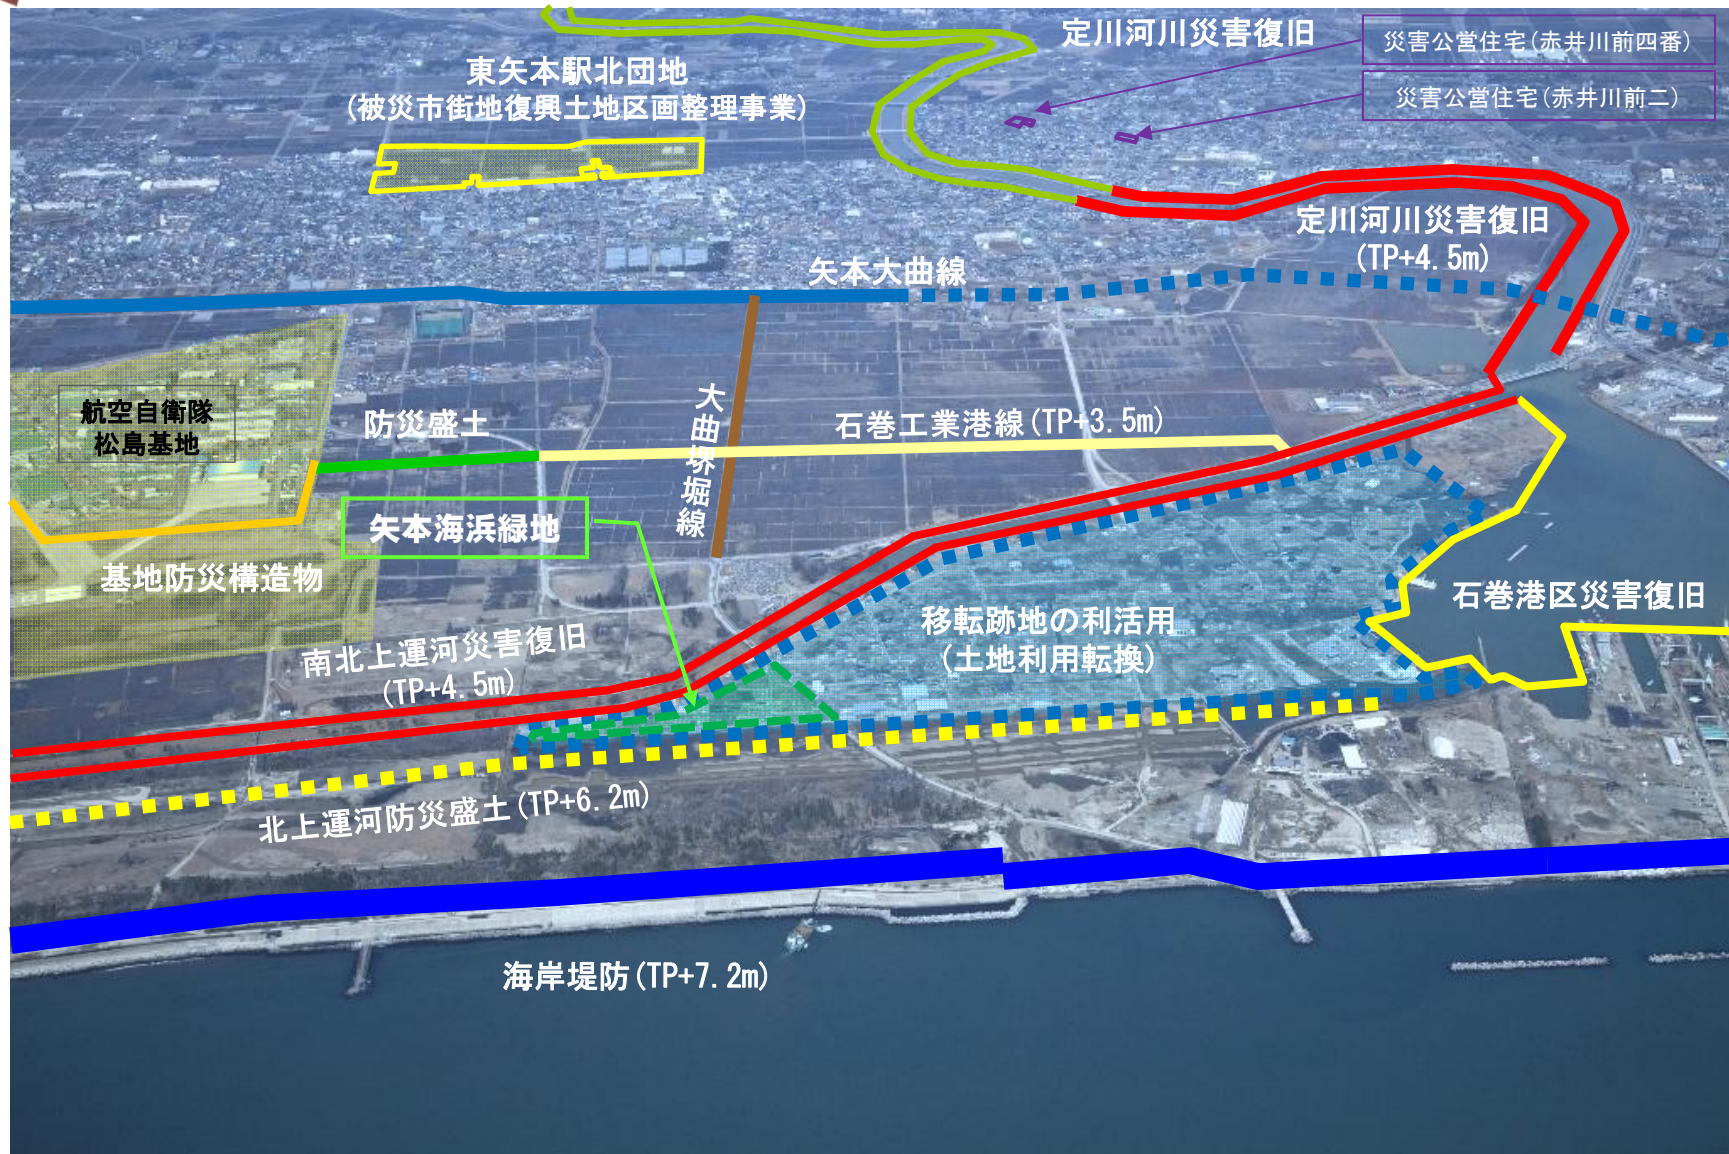 定川河川災害復旧
災害公営住宅(赤井川前四番)
災害公営住宅(赤井川前二)
東矢本駅北団地
(被災市街地復興土地区画整理事業)
定川河川災害復旧
(TP+4.5m)
矢本大曲線
航空自衛隊
松島基地
防災盛土
大曲堺堀線
石巻工業港線(TP+3.5m)
矢本海浜緑地
基地防災構造物
石巻港区災害復旧
移転跡地の利活用
(土地利用転換)
南北上運河災害復旧
(TP+4.5m)
北上運河防災盛土(TP+6.2m)
海岸堤防(TP+7.2m)